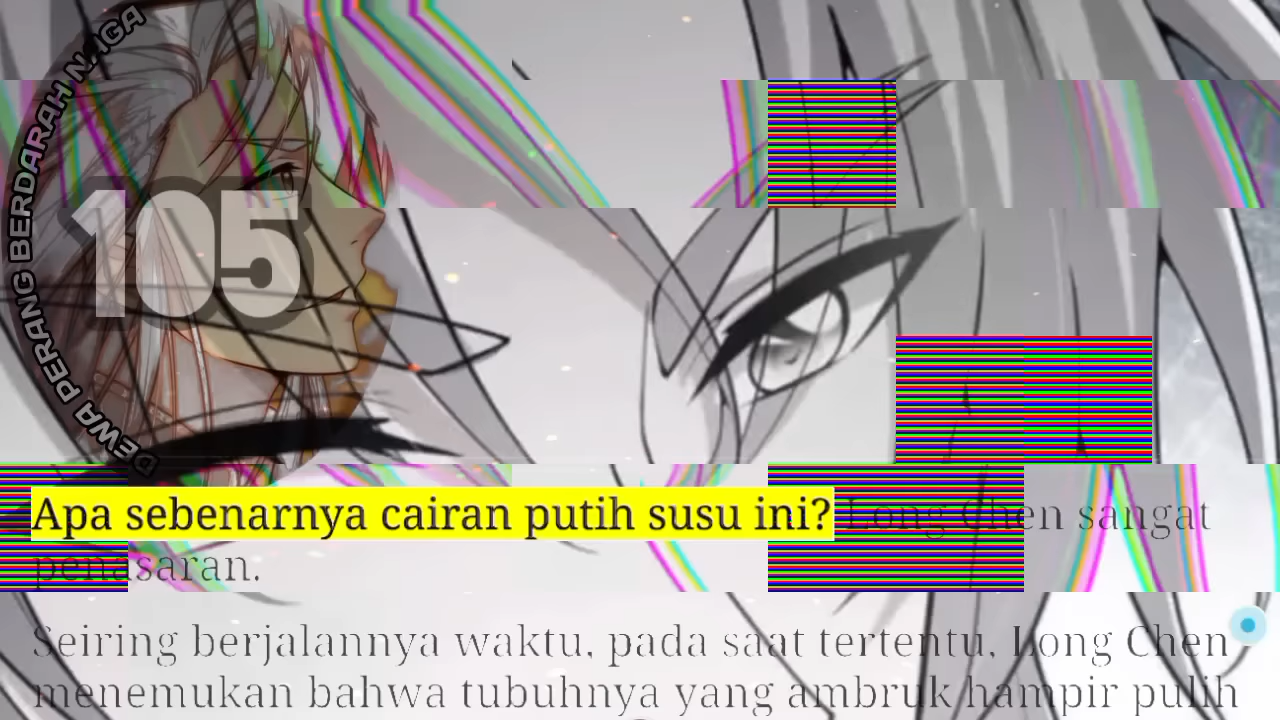 DEWA PERANG BERDARAH NAGA
105
Apa sebenarnya cairan putih susu ini? Long Chen sangat
penasaran.
Seiring berjalannya waktu, pada saat tertentu, Long Chen
menemukan bahwa tubuhnya yang ambruk hampir pulih